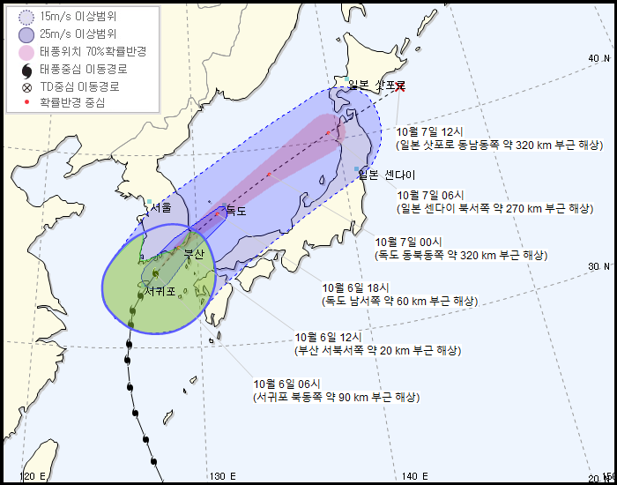 15m/s 이상범위
25m/s 이상범위
태풍위치 70%확률반경
태풍중심 이동경로
TD중심 이동경로
확률반경 중심
40 N
일본 삿포로
10월 7일 12시
(일본 삿포로 동남동쪽 약 320 km 부근 해상)
일본 센다이
10월 7일 06시
(일본 센다이 북서쪽 약 270 km 부근 해상)
서울
독도
10월 7일 00시
(독도 동북동쪽 약 320 km 부근 해상)
부산
30 N
서귀포
10월 6일 18시
(독도 남서쪽 약 60 km 부근 해상)
10월 6일 12시
(부산 서북서쪽 약 20 km 부근 해상)
10월 6일 06시
(서귀포 북동쪽 약 90 km 부근 해상)
120 E
130 E
140 E
20 N
150